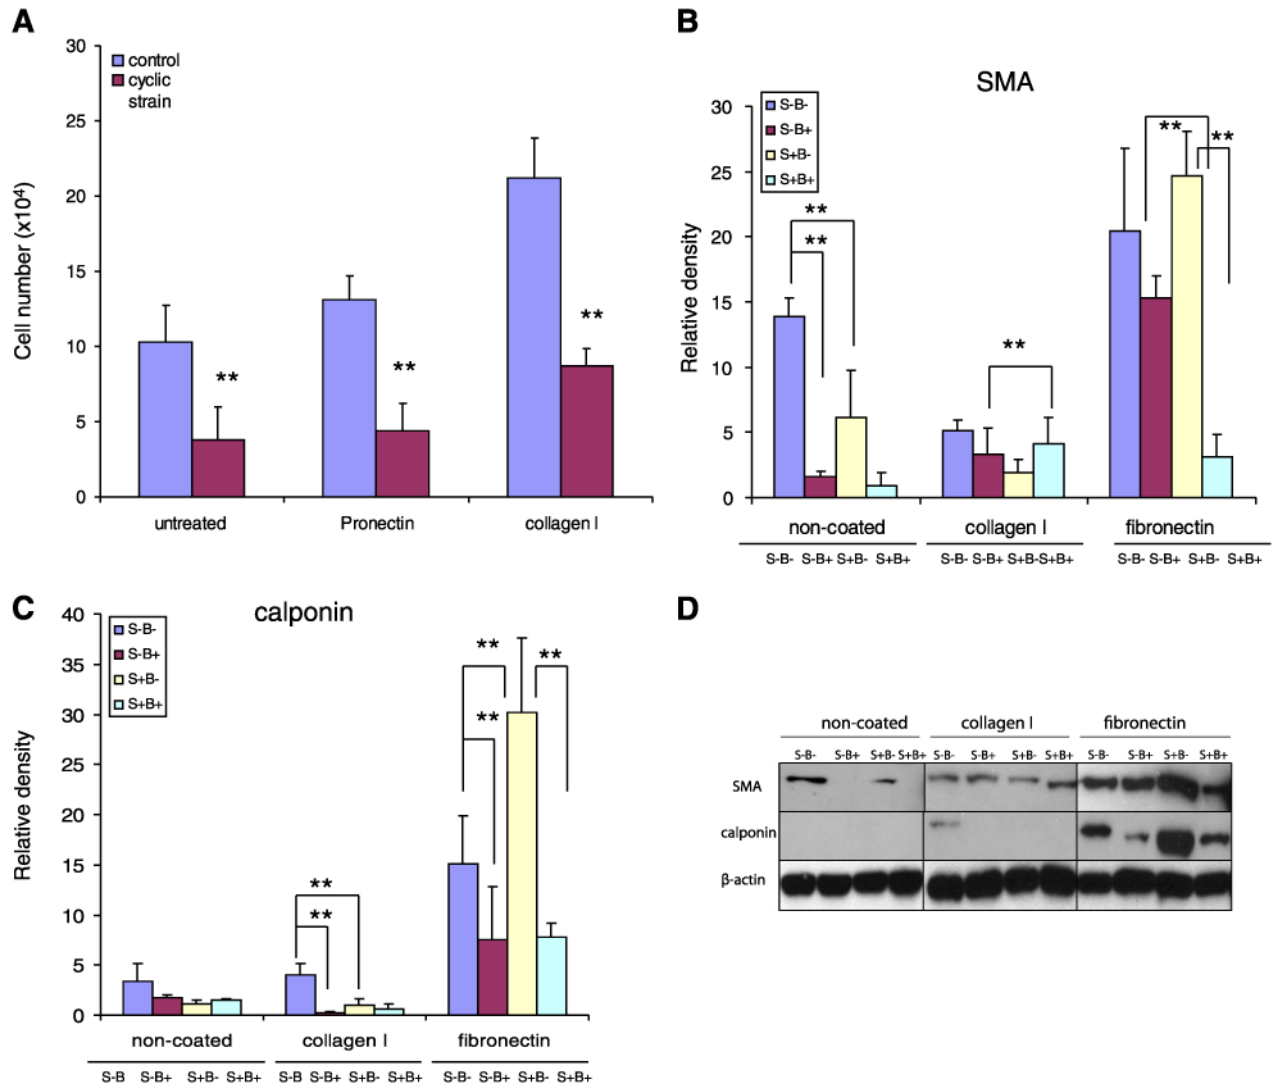 A
30
25
20
15
10
5
0
Cell number (x10⁴)
control
cyclic
strain
**
**
**
untreated Pronectin collagen I
B
SMA
30
25
20
15
10
5
0
Relative density
S-B-
S-B+
S+B-
S+B+
**
**
**
**
**
non-coated collagen I fibronectin
S-B- S-B+ S+B- S+B+ S-B- S-B+ S+B-S+B+ S-B- S-B+ S+B- S+B+
C
calponin
40
35
30
25
20
15
10
5
0
Relative density
S-B-
S-B+
S+B-
S+B+
**
**
**
**
**
non-coated collagen I fibronectin
S-B S-B+ S+B- S+B+ S-B S-B+ S+B- S+B+ S-B- S-B+ S+B- S+B+
D
non-coated collagen I fibronectin
S-B- S-B+ S+B- S+B+ S-B- S-B+ S+B- S+B+ S-B- S-B+ S+B- S+B+
SMA
calponin
β-actin